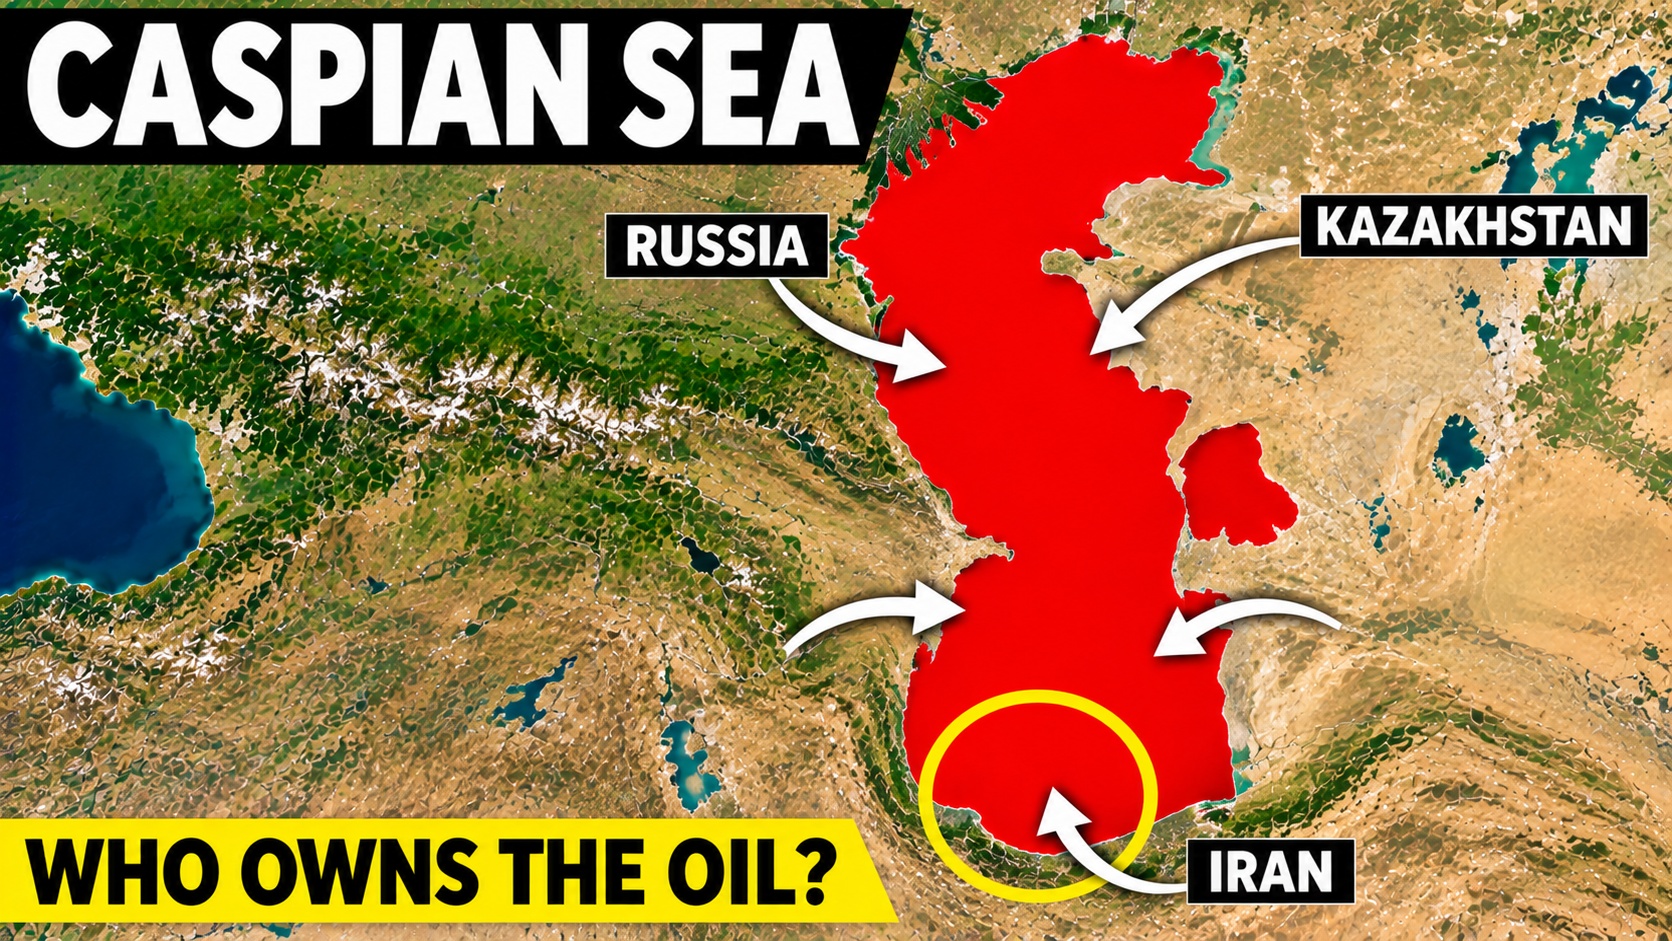 CASPIAN SEA
RUSSIA
KAZAKHSTAN
WHO OWNS THE OIL?
IRAN